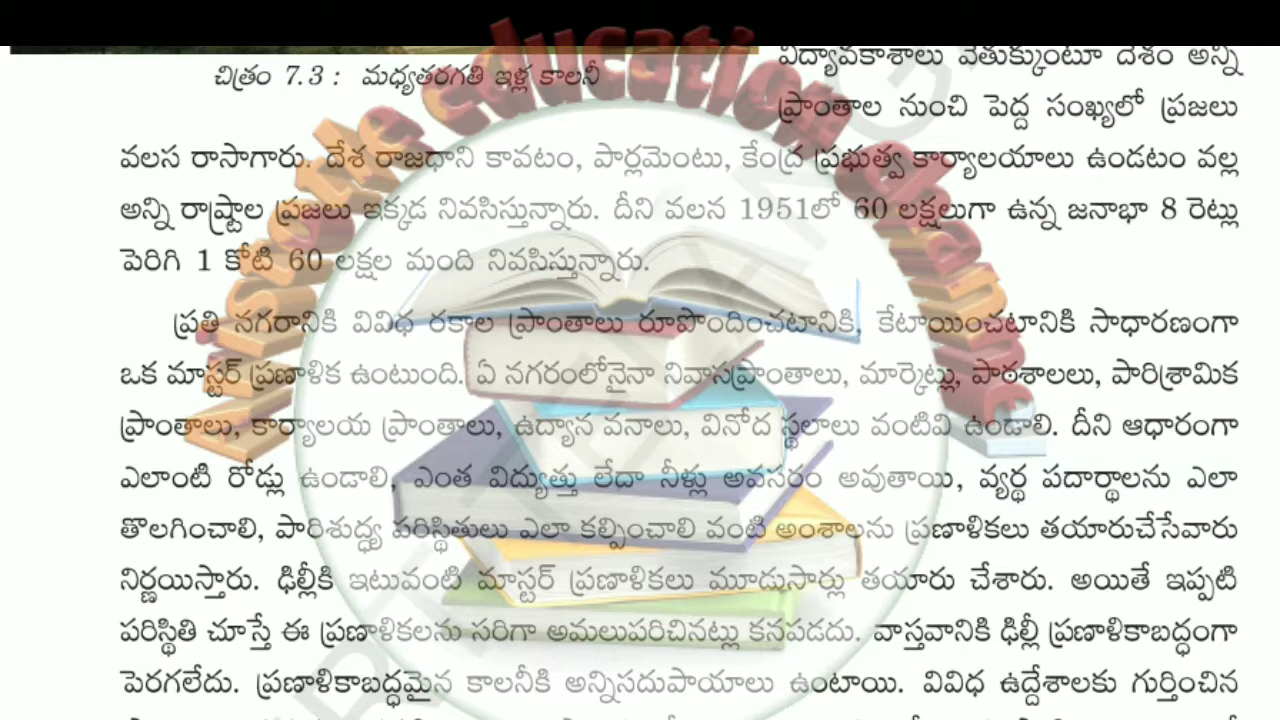 విద్యావకాశాలు వెతుక్కుంటూ దేశం అన్ని
చిత్రం 7.3 : మధ్యతరగతి ఇళ్ల కాలనీ
ప్రాంతాల నుంచి పెద్ద సంఖ్యలో ప్రజలు
వలస రాసాగారు. దేశ రాజధాని కావటం, పార్లమెంటు, కేంద్ర ప్రభుత్వ కార్యాలయాలు ఉండటం వల్ల
అన్ని రాష్ట్రాల ప్రజలు ఇక్కడ నివసిస్తున్నారు. దీని వలన 1951లో 60 లక్షలుగా ఉన్న జనాభా 8 రెట్లు
పెరిగి 1 కోటి 60 లక్షల మంది నివసిస్తున్నారు.
ప్రతి నగరానికి వివిధ రకాల ప్రాంతాలు రూపొందించటానికి, కేటాయించటానికి సాధారణంగా
ఒక మాస్టర్ ప్రణాళిక ఉంటుంది. ఏ నగరంలోనైనా నివాసప్రాంతాలు, మార్కెట్లు, పాఠశాలలు, పారిశ్రామిక
ప్రాంతాలు, కార్యాలయ ప్రాంతాలు, ఉద్యాన వనాలు, వినోద స్థలాలు వంటివి ఉండాలి. దీని ఆధారంగా
ఎలాంటి రోడ్లు ఉండాలి, ఎంత విద్యుత్తు లేదా నీళ్లు అవసరం అవుతాయి, వ్యర్థ పదార్థాలను ఎలా
తొలగించాలి, పారిశుద్ధ్య పరిస్థితులు ఎలా కల్పించాలి వంటి అంశాలను ప్రణాళికలు తయారుచేసేవారు
నిర్ణయిస్తారు. ఢిల్లీకి ఇటువంటి మాస్టర్ ప్రణాళికలు మూడుసార్లు తయారు చేశారు. అయితే ఇప్పటి
పరిస్థితి చూస్తే ఈ ప్రణాళికలను సరిగా అమలుపరిచినట్లు కనపడదు. వాస్తవానికి ఢిల్లీ ప్రణాళికాబద్ధంగా
పెరగలేదు. ప్రణాళికాబద్ధమైన కాలనీకి అన్నిసదుపాయాలు ఉంటాయి. వివిధ ఉద్దేశాలకు గుర్తించిన
education